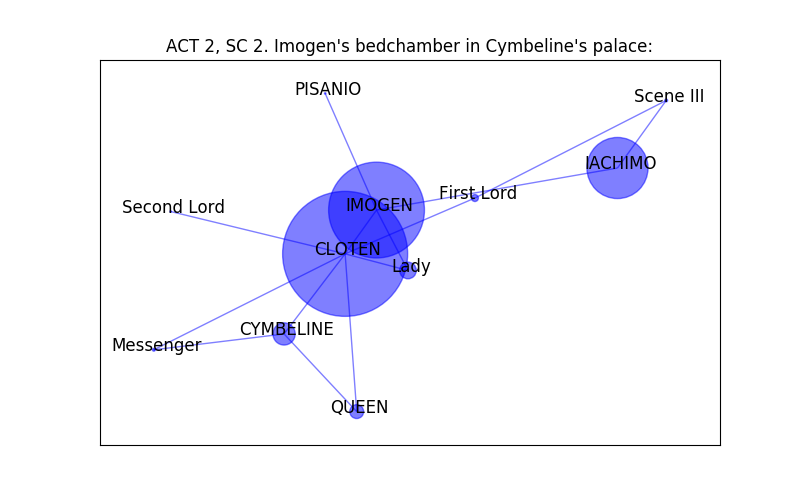 ACT 2, SC 2. Imogen's bedchamber in Cymbeline's palace:
PISANIO
Scene III
IACHIMO
First Lord
IMOGEN
Second Lord
CLOTEN
Lady
CYMBELINE
Messenger
QUEEN